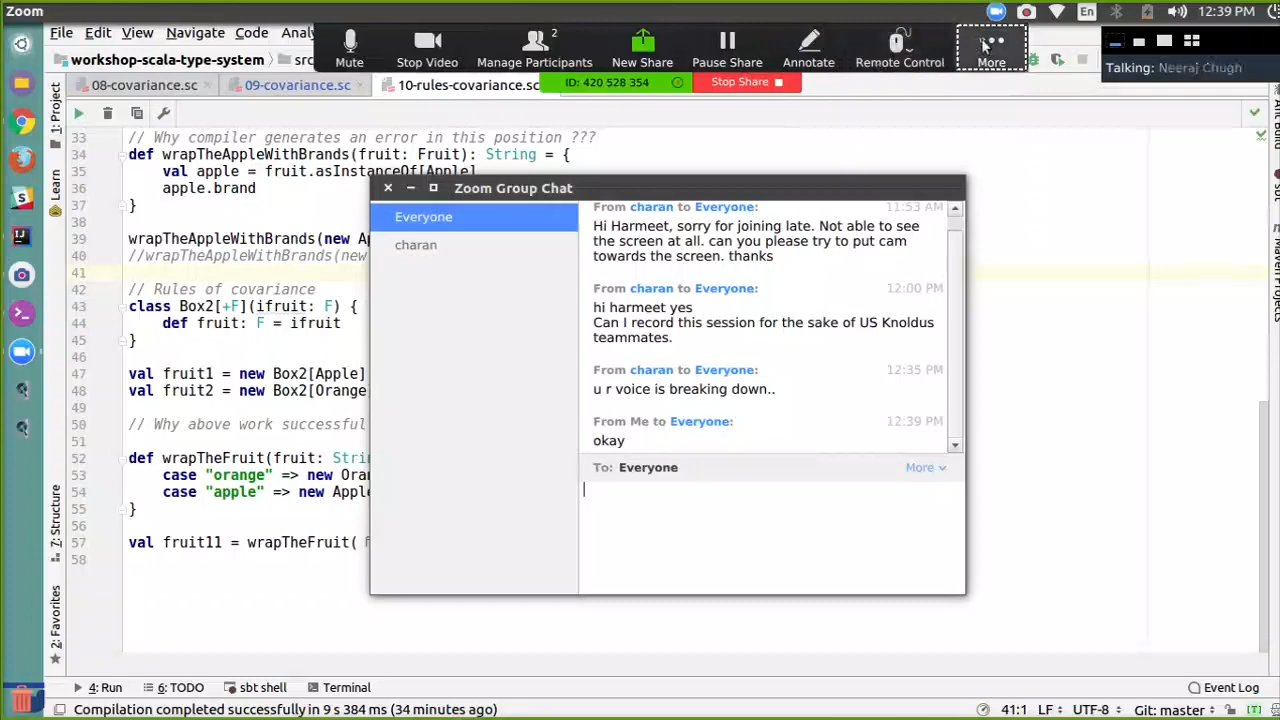 Zoom
En
12:39 PM
File Edit View Navigate Code
Mute
Stop Video
2
Manage Participants
New Share
Pause Share
Annotate
Remote Control
More
ID: 420 528 354
Stop Share
Talking: Neeraj Chugh
workshop-scala-type-system
08-covariance.sc
09-covariance.sc
10-rules-covariance.sc
1: Project
Learn
7: Structure
2: Favorites
33 // Why compiler generates an error in this position ???
34 def wrapTheAppleWithBrands(fruit: Fruit): String = {
35 val apple = fruit.asInstanceOf[Apple]
36 apple.brand
37 }
38
39 wrapTheAppleWithBrands(new Ap
40 //wrapTheAppleWithBrands(new
41
42 // Rules of covariance
43 class Box2[+F](ifruit: F) {
44 def fruit: F = ifruit
45 }
46
47 val fruit1 = new Box2[Apple]
48 val fruit2 = new Box2[Orange
49
50 // Why above work successful
51
52 def wrapTheFruit(fruit: Stri
53 case "orange" => new Ora
54 case "apple" => new Appl
55 }
56
57 val fruit11 = wrapTheFruit(
58
Zoom Group Chat
Everyone
charan
From charan to Everyone: 11:53 AM
Hi Harmeet, sorry for joining late. Not able to see
the screen at all. can you please try to put cam
towards the screen. thanks
From charan to Everyone: 12:00 PM
hi harmeet yes
Can I record this session for the sake of US Knoldus
teammates.
From charan to Everyone: 12:35 PM
u r voice is breaking down..
From Me to Everyone: 12:39 PM
okay
To: Everyone
More
4: Run
6: TODO
sbt shell
Terminal
Event Log
Compilation completed successfully in 9 s 384 ms (34 minutes ago)
41:1 LF UTF-8 Git: master
[T]